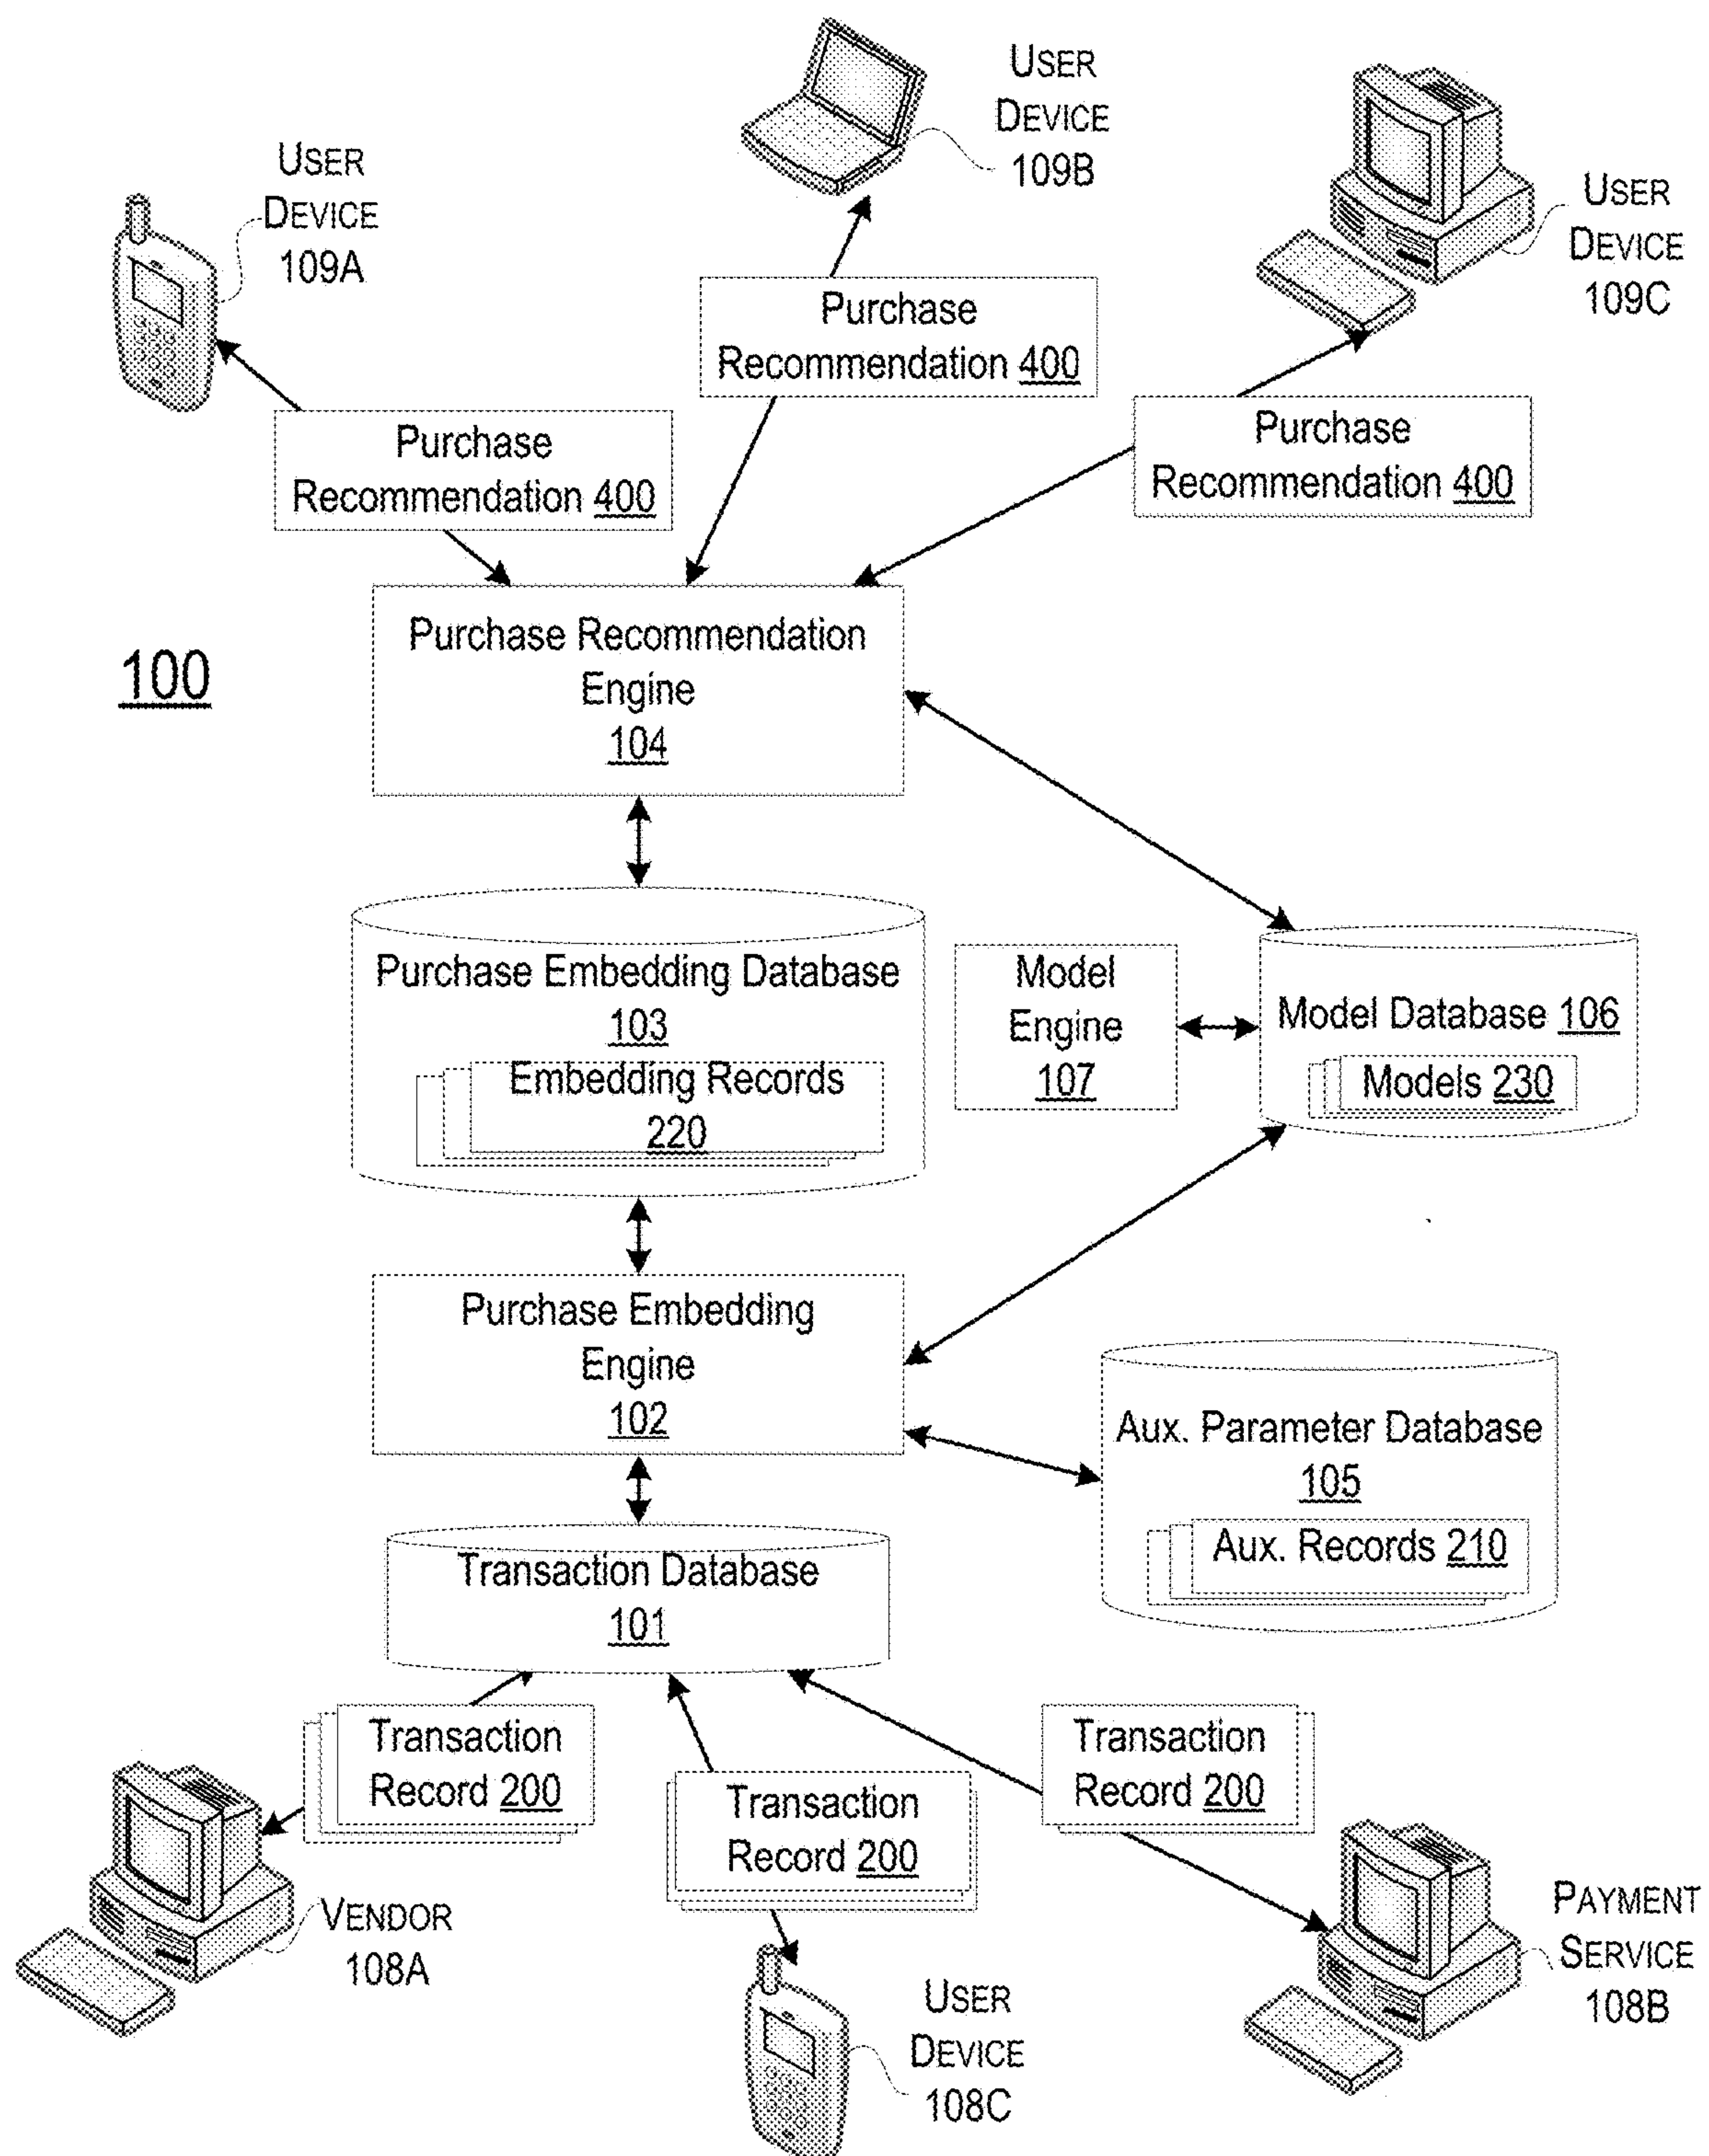 USER
DEVICE
109B
USER
DEVICE
109A
USER
DEVICE
109C
Purchase
Recommendation 400
Purchase
Recommendation 400
Purchase
Recommendation 400
100
Purchase Recommendation
Engine
104
Purchase Embedding Database
103
Embedding Records
220
Model
Engine
107
Model Database 106
Models 230
Purchase Embedding
Engine
102
Aux. Parameter Database
105
Aux. Records 210
Transaction Database
101
Transaction
Record 200
Transaction
Record 200
Transaction
Record 200
VENDOR
108A
USER
DEVICE
108C
PAYMENT
SERVICE
108B